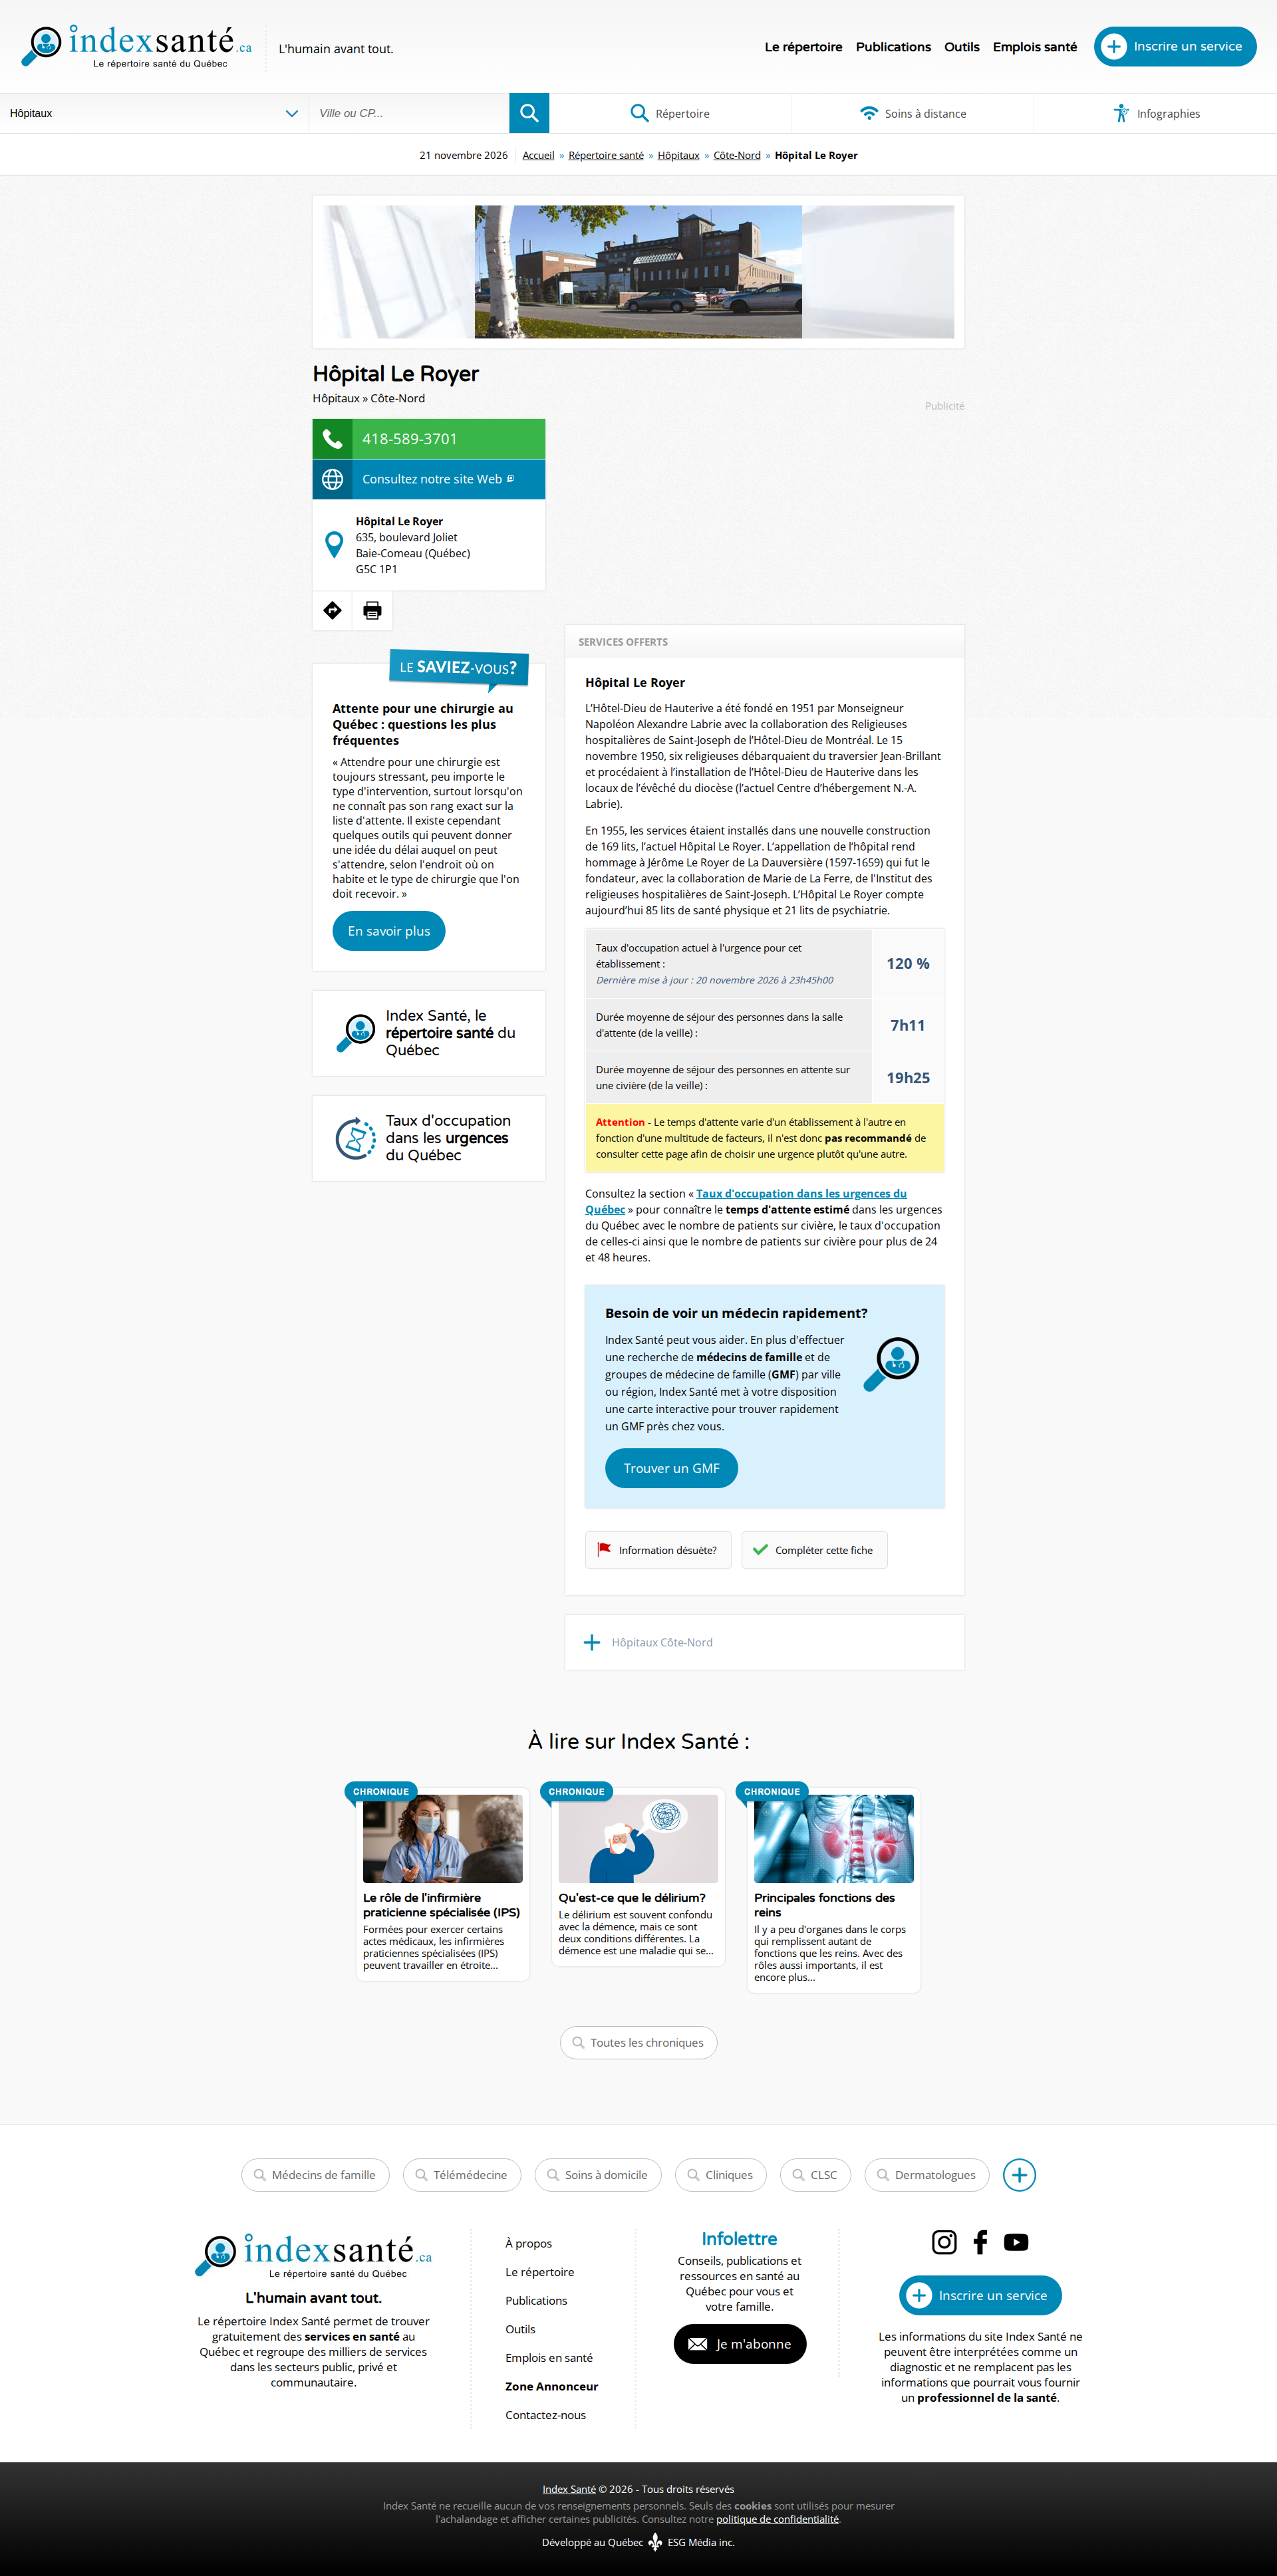 indexsanté.ca
Le répertoire santé du Québec
L'humain avant tout.
Le répertoire
Publications
Outils
Emplois santé
Inscrire un service
Hôpitaux
Ville ou CP...
Répertoire
Soins à distance
Infographies
21 novembre 2026
Accueil » Répertoire santé » Hôpitaux » Côte-Nord » Hôpital Le Royer
Hôpital Le Royer
Hôpitaux » Côte-Nord
Publicité
418-589-3701
Consultez notre site Web
Hôpital Le Royer
635, boulevard Joliet
Baie-Comeau (Québec)
G5C 1P1
LE SAVIEZ-VOUS?
Attente pour une chirurgie au
Québec : questions les plus
fréquentes
« Attendre pour une chirurgie est
toujours stressant, peu importe le
type d'intervention, surtout lorsqu'on
ne connaît pas son rang exact sur la
liste d'attente. Il existe cependant
quelques outils qui peuvent donner
une idée du délai auquel on peut
s'attendre, selon l'endroit où on
habite et le type de chirurgie que l'on
doit recevoir. »
En savoir plus
Index Santé, le
répertoire santé du
Québec
Taux d'occupation
dans les urgences
du Québec
SERVICES OFFERTS
Hôpital Le Royer
L’Hôtel-Dieu de Hauterive a été fondé en 1951 par Monseigneur
Napoléon Alexandre Labrie avec la collaboration des Religieuses
hospitalières de Saint-Joseph de l’Hôtel-Dieu de Montréal. Le 15
novembre 1950, six religieuses débarquaient du traversier Jean-Brillant
et procédaient à l’installation de l’Hôtel-Dieu de Hauterive dans les
locaux de l’évêché du diocèse (l’actuel Centre d’hébergement N.-A.
Labrie).
En 1955, les services étaient installés dans une nouvelle construction
de 169 lits, l’actuel Hôpital Le Royer. L’appellation de l’hôpital rend
hommage à Jérôme Le Royer de La Dauversière (1597-1659) qui fut le
fondateur, avec la collaboration de Marie de La Ferre, de l'Institut des
religieuses hospitalières de Saint-Joseph. L’Hôpital Le Royer compte
aujourd’hui 85 lits de santé physique et 21 lits de psychiatrie.
Taux d'occupation actuel à l'urgence pour cet
établissement :
Dernière mise à jour : 20 novembre 2026 à 23h45h00
120 %
Durée moyenne de séjour des personnes dans la salle
d'attente (de la veille) :
7h11
Durée moyenne de séjour des personnes en attente sur
une civière (de la veille) :
19h25
Attention - Le temps d'attente varie d'un établissement à l'autre en
fonction d'une multitude de facteurs, il n'est donc pas recommandé de
consulter cette page afin de choisir une urgence plutôt qu'une autre.
Consultez la section « Taux d'occupation dans les urgences du
Québec » pour connaître le temps d'attente estimé dans les urgences
du Québec avec le nombre de patients sur civière, le taux d'occupation
de celles-ci ainsi que le nombre de patients sur civière pour plus de 24
et 48 heures.
Besoin de voir un médecin rapidement?
Index Santé peut vous aider. En plus d'effectuer
une recherche de médecins de famille et de
groupes de médecine de famille (GMF) par ville
ou région, Index Santé met à votre disposition
une carte interactive pour trouver rapidement
un GMF près chez vous.
Trouver un GMF
Information désuète?
Compléter cette fiche
Hôpitaux Côte-Nord
À lire sur Index Santé :
CHRONIQUE
Le rôle de l'infirmière
praticienne spécialisée (IPS)
Formées pour exercer certains
actes médicaux, les infirmières
praticiennes spécialisées (IPS)
peuvent travailler en étroite...
CHRONIQUE
Qu'est-ce que le délirium?
Le délirium est souvent confondu
avec la démence, mais ce sont
deux conditions différentes. La
démence est une maladie qui se...
CHRONIQUE
Principales fonctions des
reins
Il y a peu d'organes dans le corps
qui remplissent autant de
fonctions que les reins. Avec des
rôles aussi importants, il est
encore plus...
Toutes les chroniques
Médecins de famille
Télémédecine
Soins à domicile
Cliniques
CLSC
Dermatologues
indexsanté.ca
Le répertoire santé du Québec
L'humain avant tout.
Le répertoire Index Santé permet de trouver
gratuitement des services en santé au
Québec et regroupe des milliers de services
dans les secteurs public, privé et
communautaire.
À propos
Le répertoire
Publications
Outils
Emplois en santé
Zone Annonceur
Contactez-nous
Infolettre
Conseils, publications et
ressources en santé au
Québec pour vous et
votre famille.
Je m'abonne
Inscrire un service
Les informations du site Index Santé ne
peuvent être interprétées comme un
diagnostic et ne remplacent pas les
informations que pourrait vous fournir
un professionnel de la santé.
Index Santé © 2026 - Tous droits réservés
Index Santé ne recueille aucun de vos renseignements personnels. Seuls des cookies sont utilisés pour mesurer
l'achalandage et afficher certaines publicités. Consultez notre politique de confidentialité.
Développé au Québec ESG Média inc.